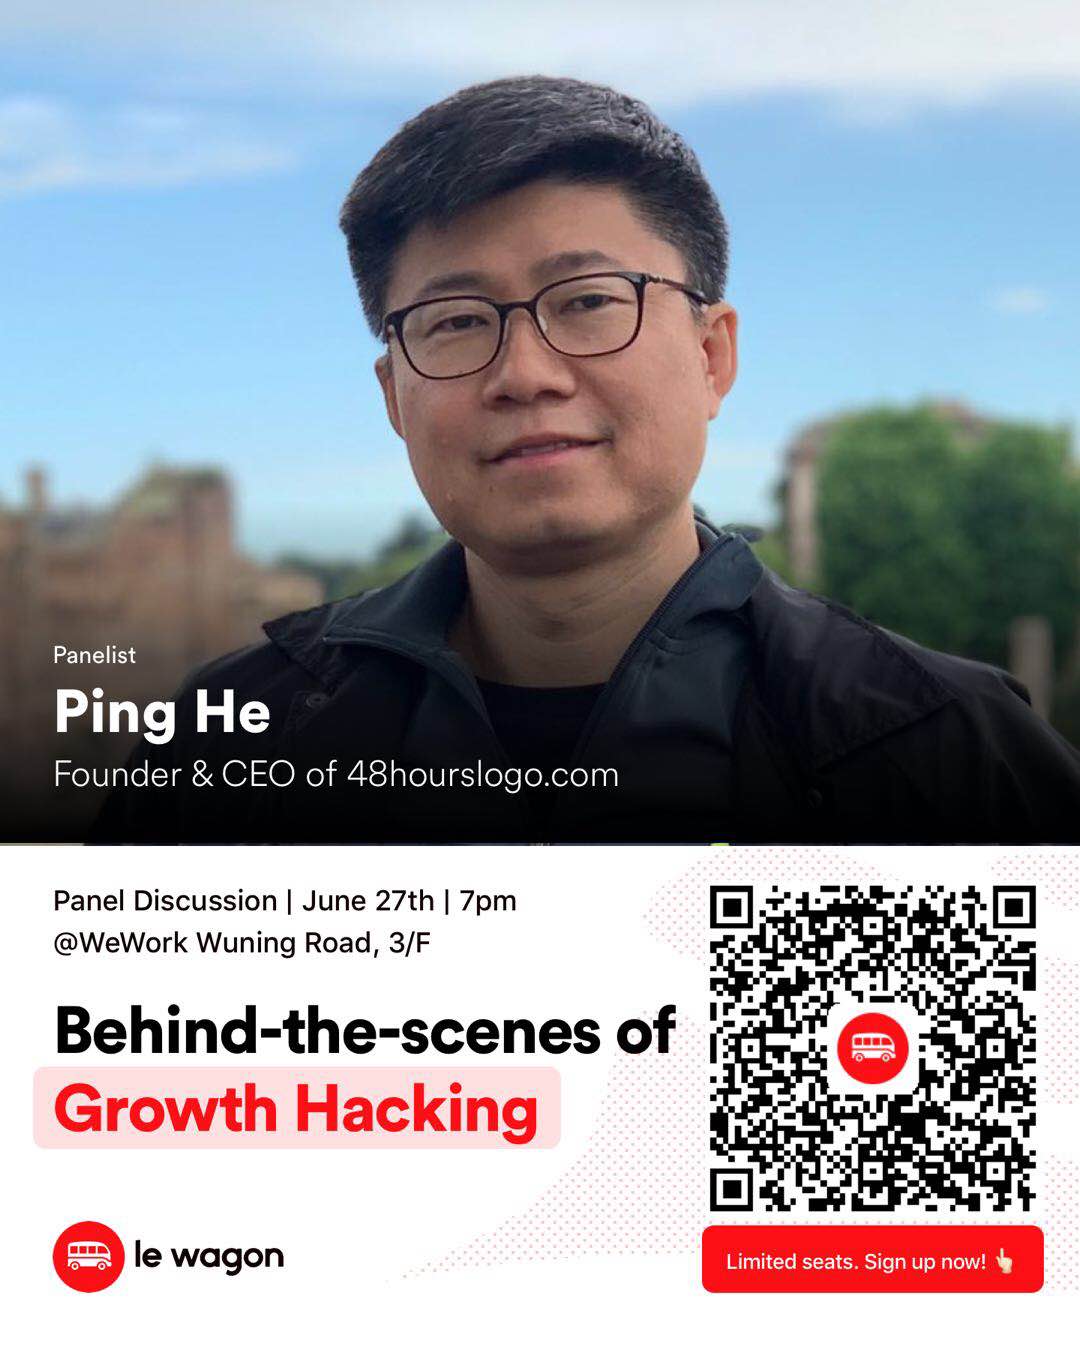 Panelist
Ping He
Founder & CEO of 48hourslogo.com
Panel Discussion | June 27th | 7pm
@WeWork Wuning Road, 3/F
Behind-the-scenes of
Growth Hacking
le wagon
Limited seats. Sign up now! 👆🏻